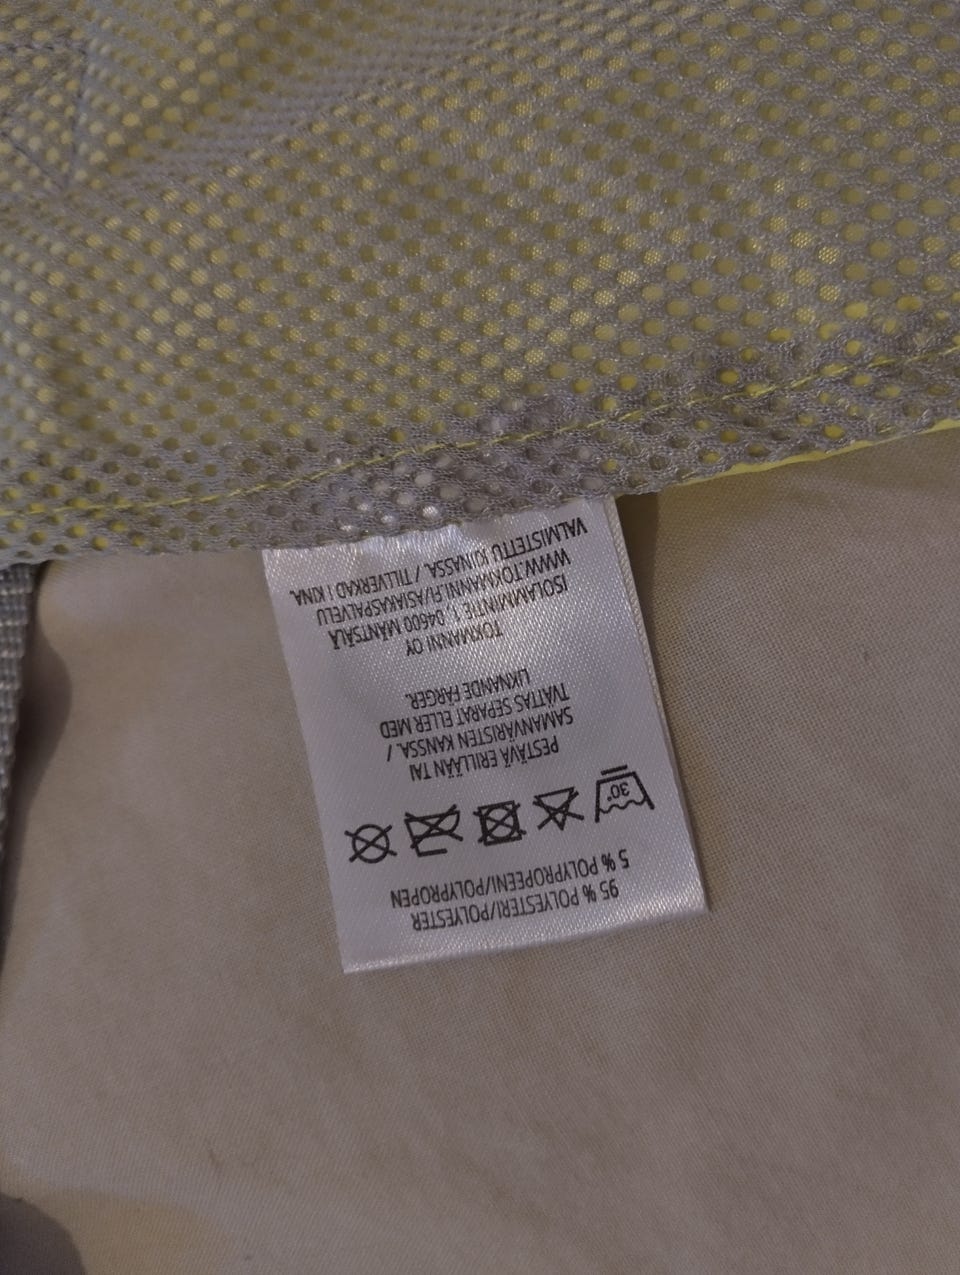 95 % POLYESTERI/POLYESTER
5 % POLYPROPEENI/POLYPROPEN
30°
PESTÄVÄ ERILLÄÄN TAI
SAMANVÄRISTEN KANSSA. /
TVÄTTAS SEPARAT ELLER MED
LIKNANDE FÄRGER.
TOKMANNI OY
ISOLAMMINTIE 1, 04600 MÄNTSÄLÄ
WWW.TOKMANNI.FI/ASIAKASPALVELU
VALMISTETTU KIINASSA. / TILLVERKAD I KINA.